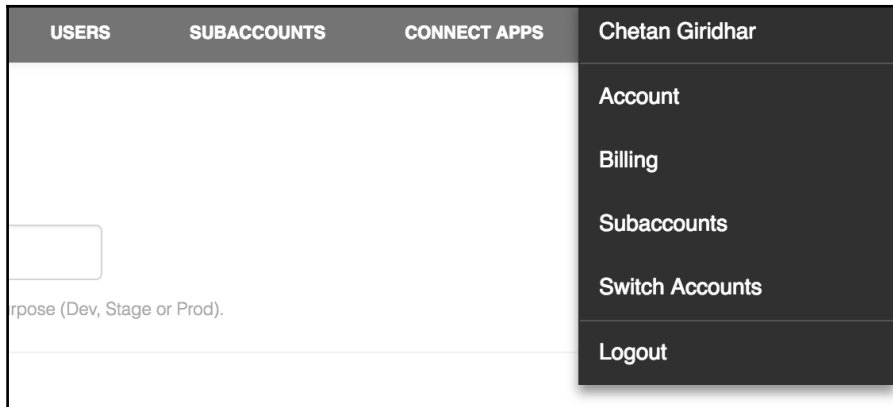 USERS SUBACCOUNTS CONNECT APPS Chetan Giridhar
Account
Billing
Subaccounts
Switch Accounts
rpose (Dev, Stage or Prod).
Logout